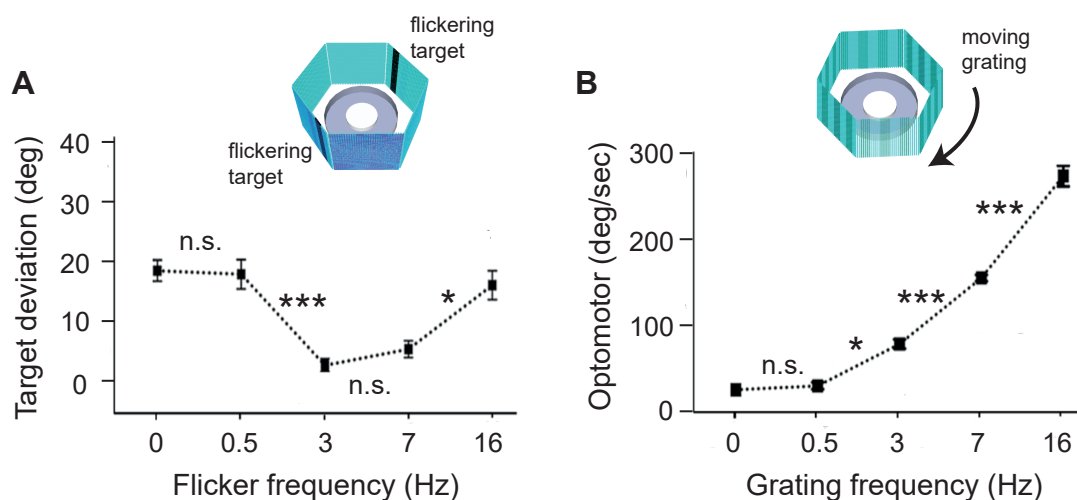 A
flickering
target
flickering
target
Target deviation (deg)
40
30
20
10
0
n.s.
***
n.s.
*
0 0.5 3 7 16
Flicker frequency (Hz)
B
moving
grating
Optomotor (deg/sec)
300
200
100
0
n.s.
*
***
***
0 0.5 3 7 16
Grating frequency (Hz)